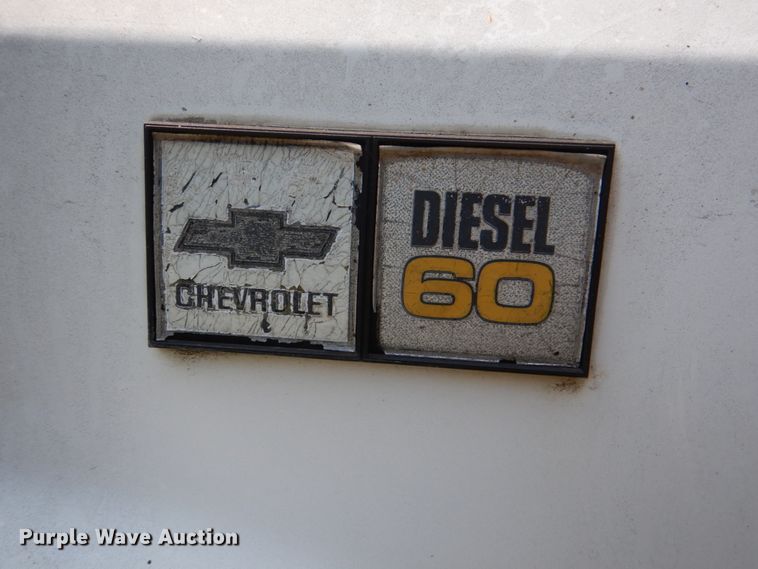 CHEVROLET
DIESEL
60
Purple Wave Auction